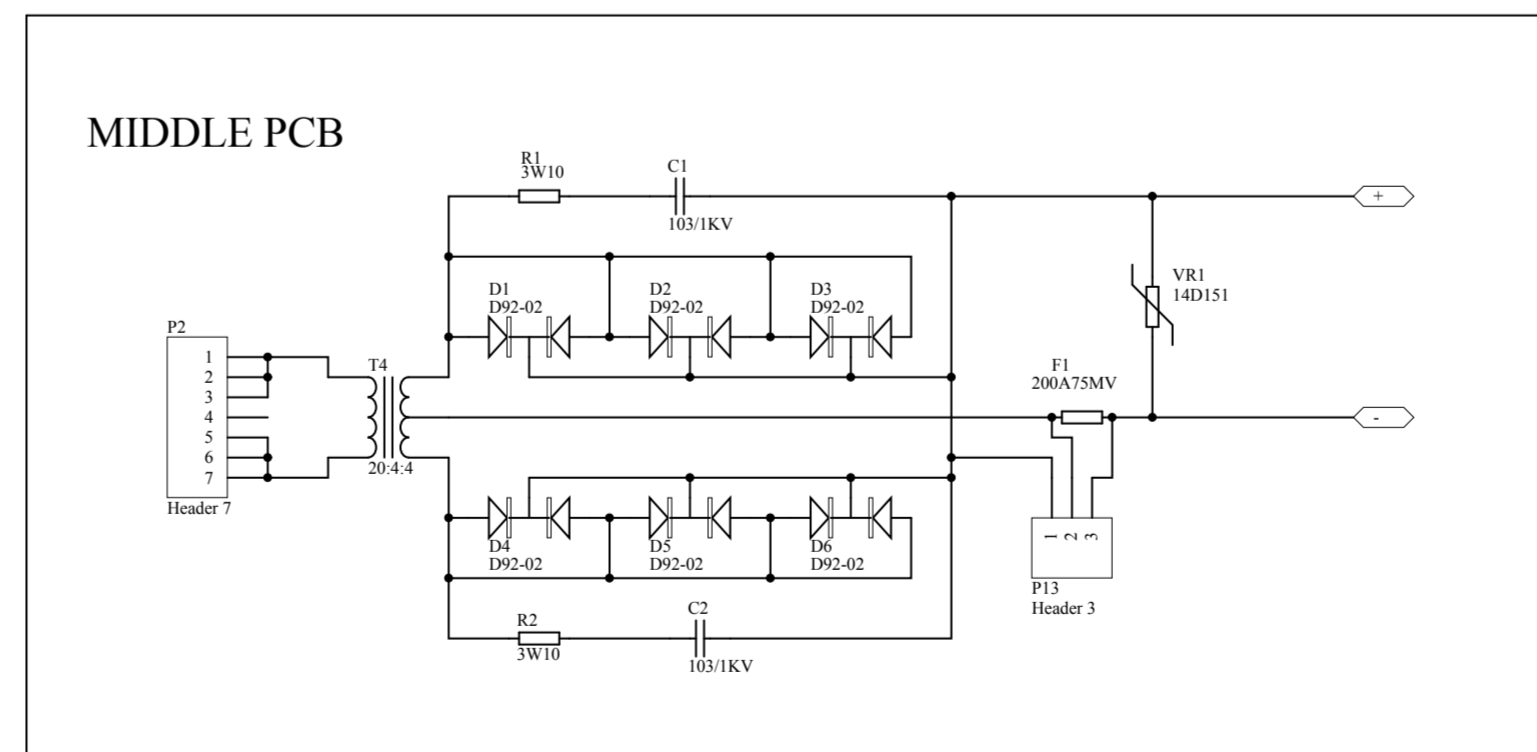 MIDDLE PCB
R1
3W10
C1
103/1KV
+
D1
D92-02
D2
D92-02
D3
D92-02
VR1
14D151
P2
1
2
3
4
5
6
7
Header 7
T4
20:4:4
F1
200A75MV
-
D4
D92-02
D5
D92-02
D6
D92-02
1
2
3
P13
Header 3
R2
3W10
C2
103/1KV